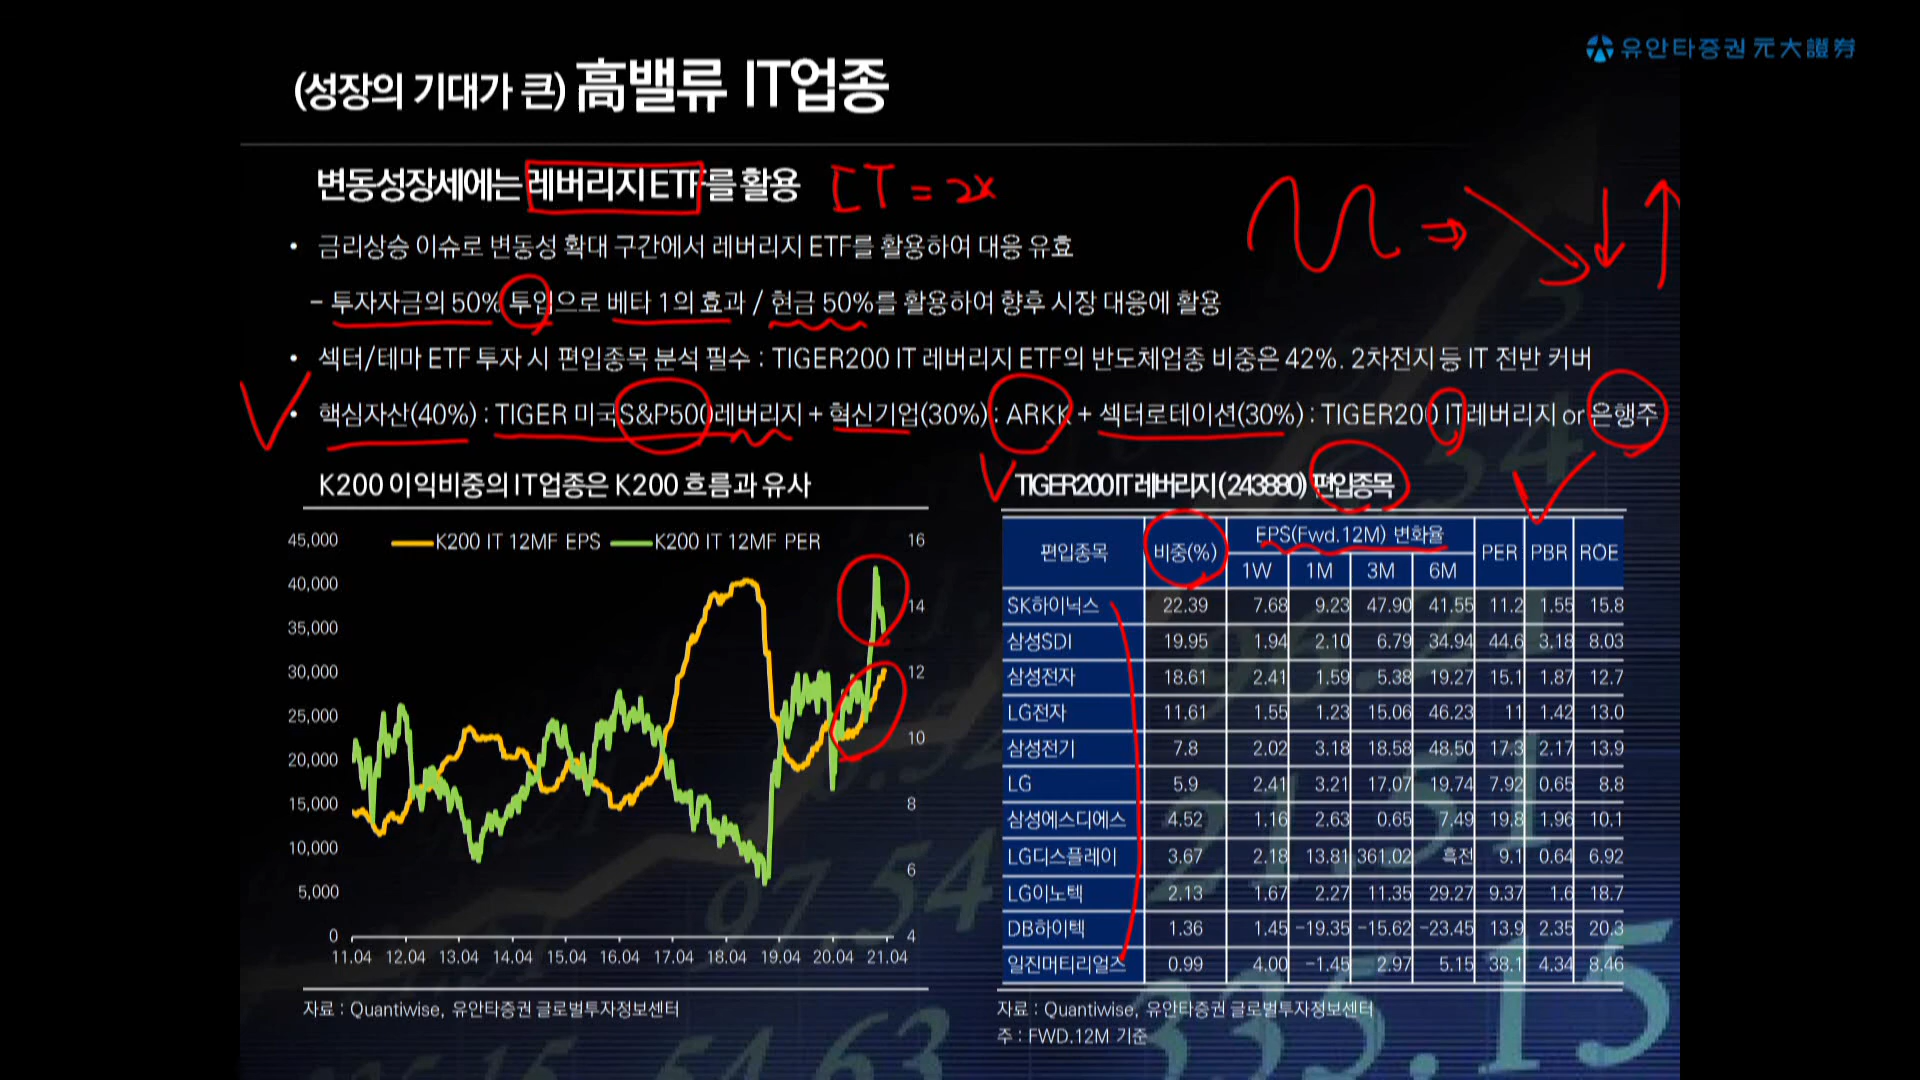 유안타증권 元大證券
(성장의 기대가 큰) 高밸류 IT업종
변동성장세에는 레버리지 ETF를 활용
IT = 2X
• 금리상승 이슈로 변동성 확대 구간에서 레버리지 ETF를 활용하여 대응 유효
- 투자자금의 50% 투입으로 베타 1의 효과 / 현금 50%를 활용하여 향후 시장 대응에 활용
• 섹터/테마 ETF 투자 시 편입종목 분석 필수 : TIGER200 IT 레버리지 ETF의 반도체업종 비중은 42%. 2차전지 등 IT 전반 커버
• 핵심자산(40%) : TIGER 미국S&P500레버리지 + 혁신기업(30%) : ARKK + 섹터로테이션(30%) : TIGER200 IT레버리지 or 은행주
K200 이익비중의 IT업종은 K200 흐름과 유사
K200 IT 12MF EPS K200 IT 12MF PER
45,000 16
40,000
14
35,000
30,000 12
25,000
10
20,000
15,000 8
10,000
6
5,000
0 4
11.04 12.04 13.04 14.04 15.04 16.04 17.04 18.04 19.04 20.04 21.04
자료 : Quantiwise, 유안타증권 글로벌투자정보센터
TIGER200 IT 레버리지 (243880) 편입종목
편입종목 비중(%) EPS(Fwd.12M) 변화율 PER PBR ROE
1W 1M 3M 6M
SK하이닉스 22.39 7.68 9.23 47.90 41.55 11.2 1.55 15.8
삼성SDI 19.95 1.94 2.10 6.79 34.94 44.6 3.18 8.03
삼성전자 18.61 2.41 1.59 5.38 19.27 15.1 1.87 12.7
LG전자 11.61 1.55 1.23 15.06 46.23 11 1.42 13.0
삼성전기 7.8 2.02 3.18 18.58 48.50 17.3 2.17 13.9
LG 5.9 2.41 3.21 17.07 19.74 7.92 0.65 8.8
삼성에스디에스 4.52 1.16 2.63 0.65 7.49 19.8 1.96 10.1
LG디스플레이 3.67 2.18 13.81 361.02 흑전 9.1 0.64 6.92
LG이노텍 2.13 1.67 2.27 11.35 29.27 9.37 1.6 18.7
DB하이텍 1.36 1.45 -19.35 -15.62 -23.45 13.9 2.35 20.3
일진머티리얼즈 0.99 4.00 -1.45 2.97 5.15 38.1 4.34 8.46
자료 : Quantiwise, 유안타증권 글로벌투자정보센터
주 : FWD.12M 기준